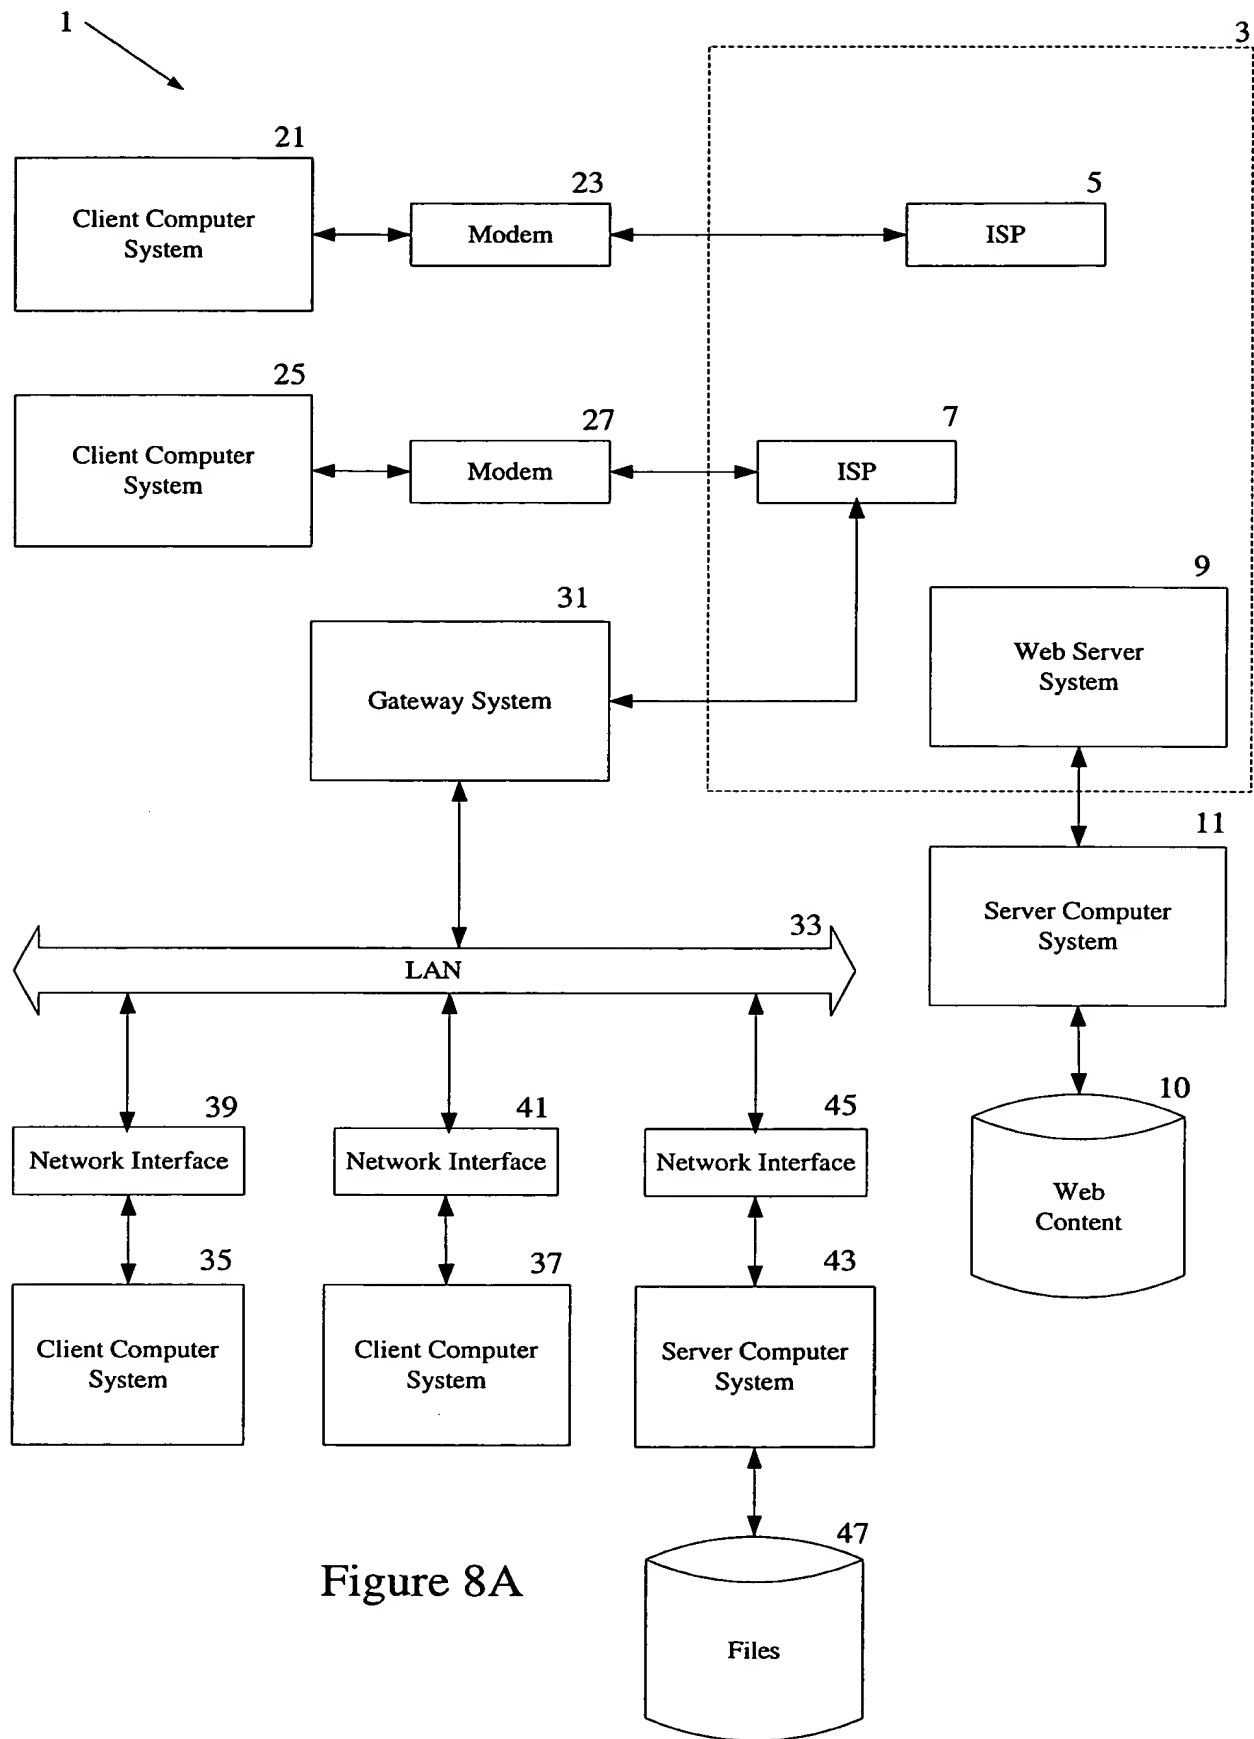 1
3
21
Client Computer
System
23
Modem
5
ISP
25
Client Computer
System
27
Modem
7
ISP
9
Web Server
System
31
Gateway System
11
Server Computer
System
33
LAN
10
Web
Content
39
Network Interface
41
Network Interface
45
Network Interface
35
Client Computer
System
37
Client Computer
System
43
Server Computer
System
47
Files
Figure 8A